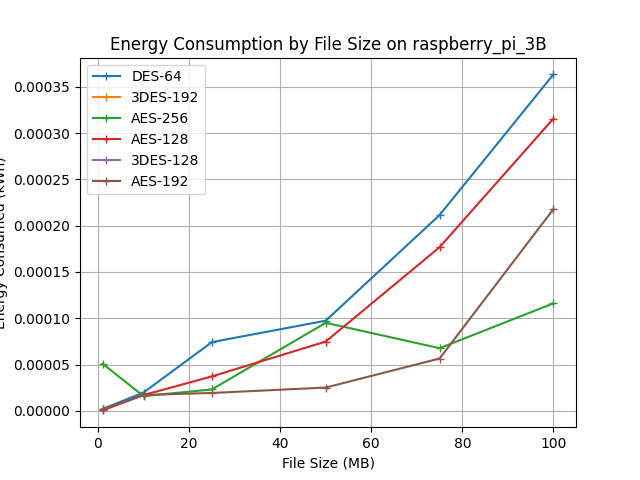 Energy Consumption by File Size on raspberry_pi_3B
DES-64
3DES-192
AES-256
AES-128
3DES-128
AES-192
0.00035
0.00030
0.00025
0.00020
0.00015
0.00010
0.00005
0.00000
Energy Consumed (kWh)
0 20 40 60 80 100
File Size (MB)